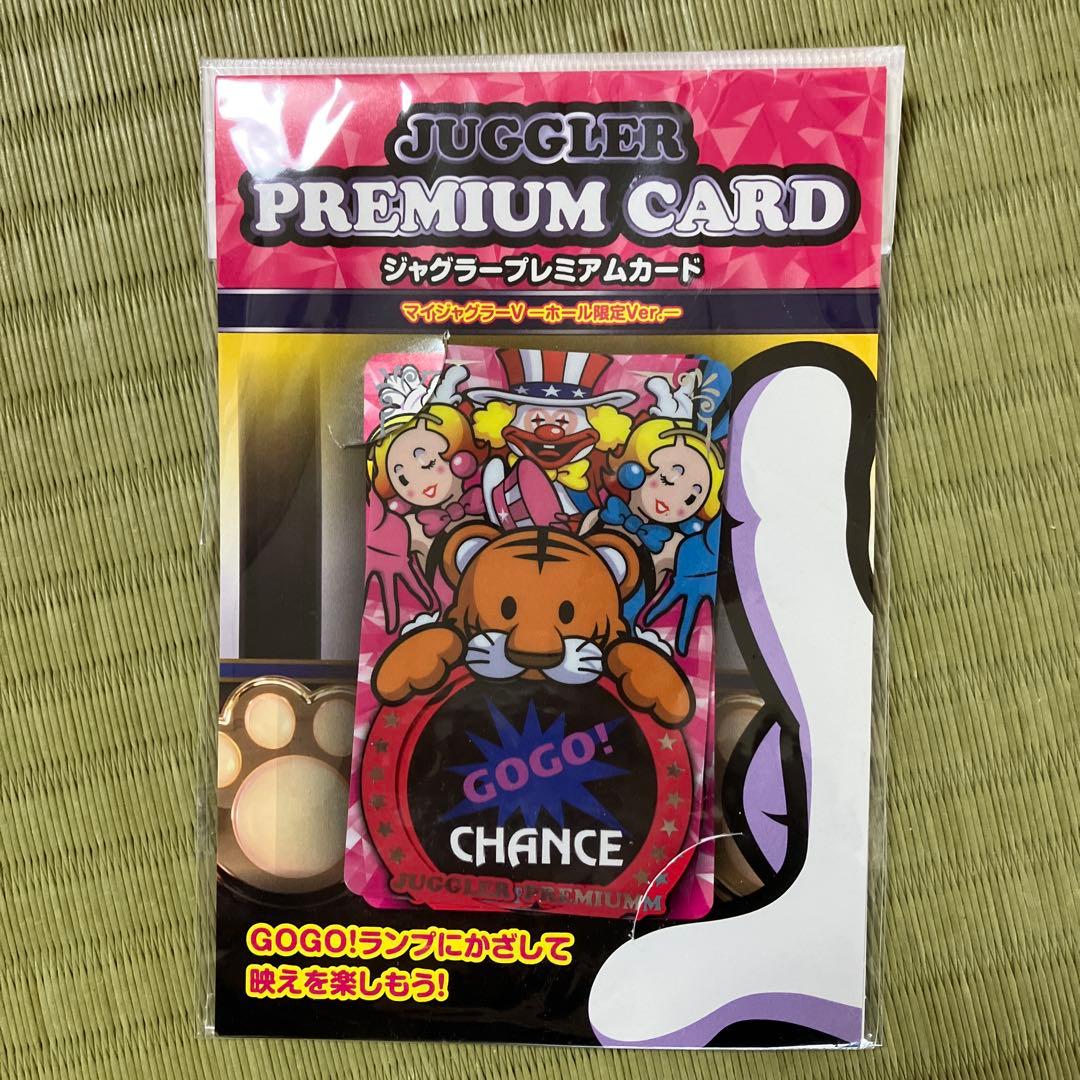 JUGGLER
PREMIUM CARD
ジャグラープレミアムカード
マイジャグラーV ーホール限定Ver.ー
GOGO!
CHANCE
JUGGLER PREMIUMM
GOGO!ランプにかざして
映えを楽しもう!